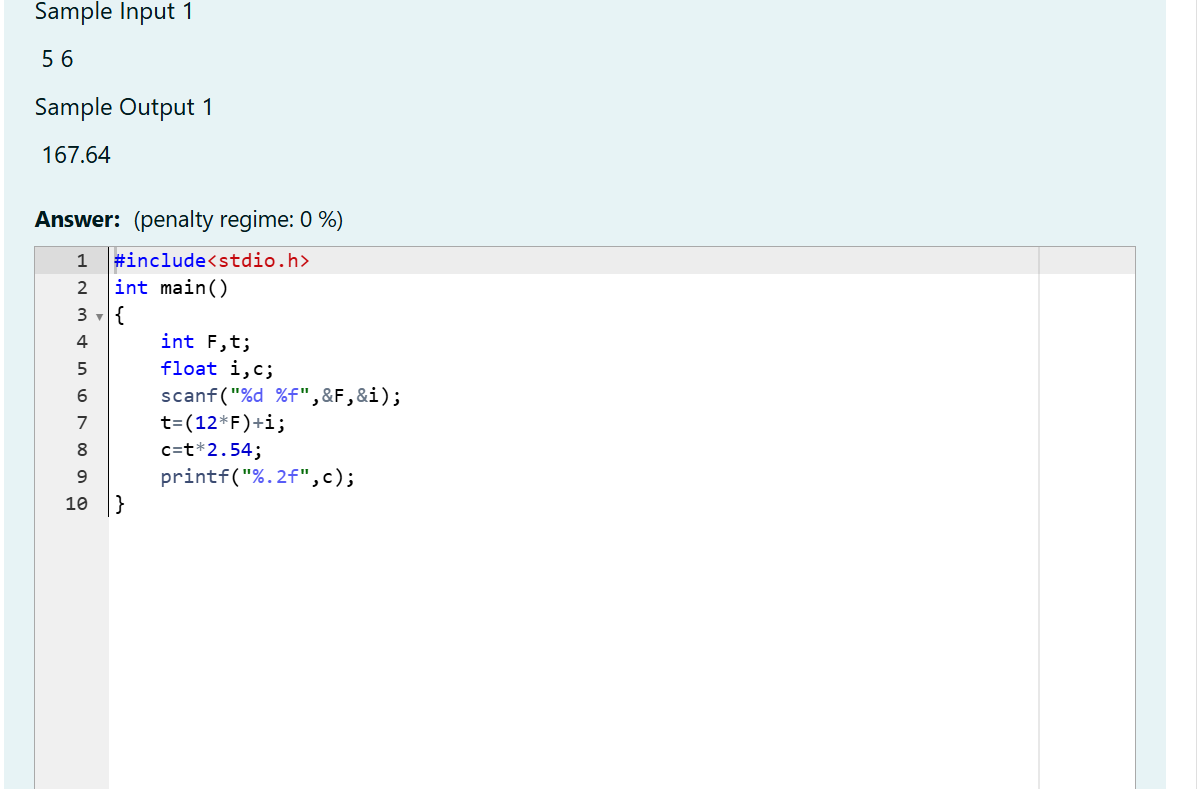 Sample Input 1
5 6
Sample Output 1
167.64
Answer: (penalty regime: 0 %)
1 #include<stdio.h>
2 int main()
3 {
4 int F,t;
5 float i,c;
6 scanf("%d %f",&F,&i);
7 t=(12*F)+i;
8 c=t*2.54;
9 printf("%.2f",c);
10 }